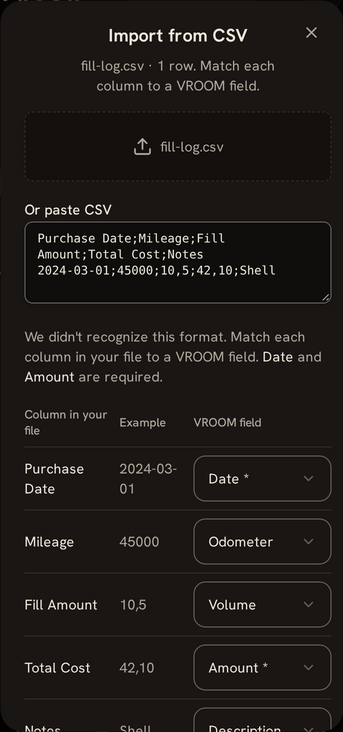 Import from CSV
fill-log.csv · 1 row. Match each
column to a VROOM field.
fill-log.csv
Or paste CSV
Purchase Date;Mileage;Fill
Amount;Total Cost;Notes
2024-03-01;45000;10,5;42,10;Shell
We didn't recognize this format. Match each
column in your file to a VROOM field. Date and
Amount are required.
Column in your
file
Example
VROOM field
Purchase
Date
2024-03-
01
Date *
Mileage
45000
Odometer
Fill Amount
10,5
Volume
Total Cost
42,10
Amount *
Notes
Shell
Description